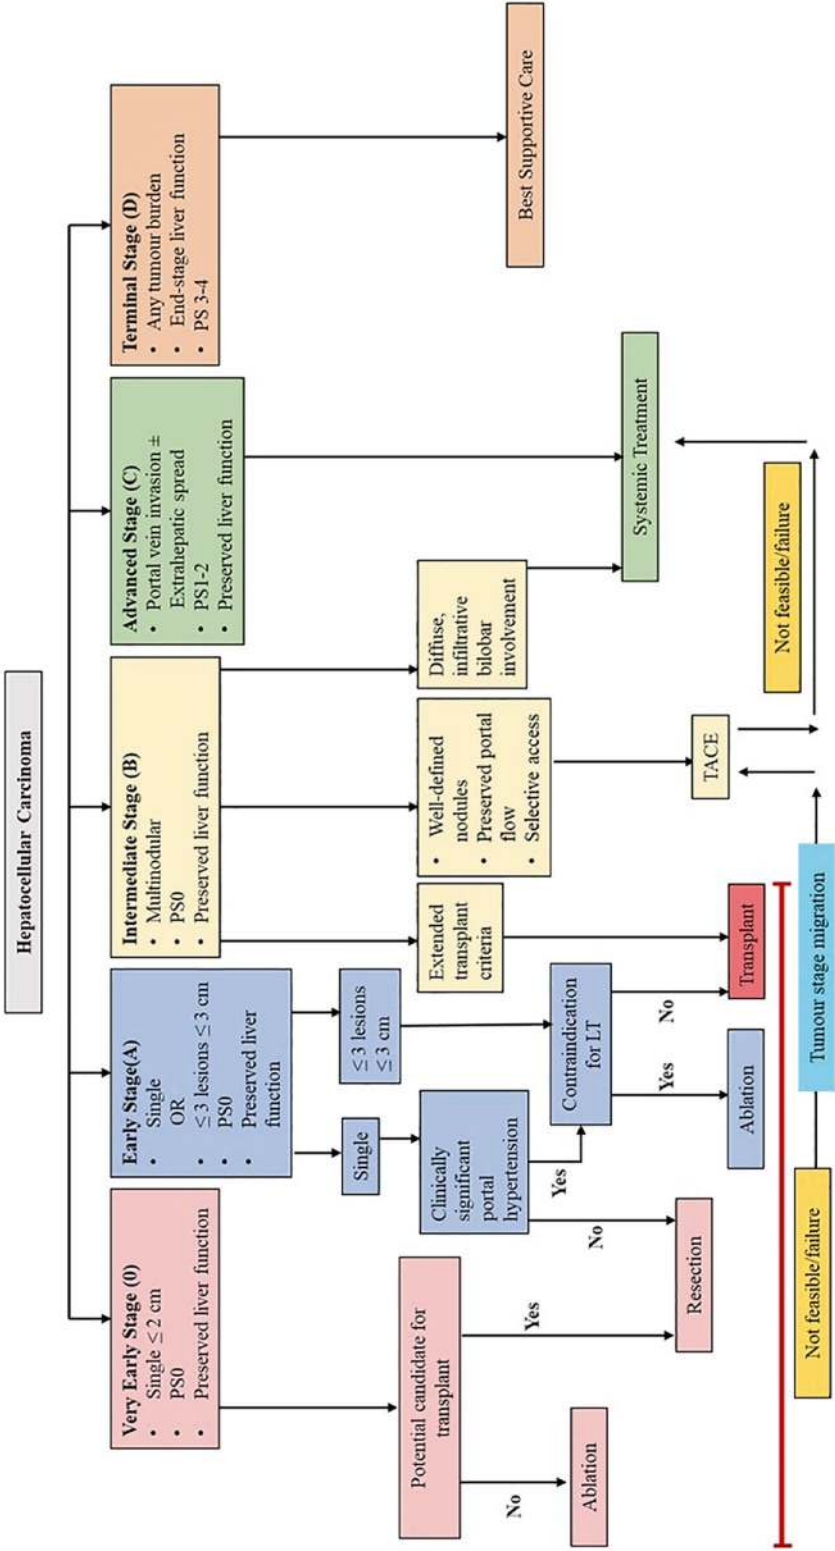 Hepatocellular Carcinoma
Very Early Stage (0)
• Single ≤ 2 cm
• PS0
• Preserved liver function
Early Stage(A)
• Single
OR
• ≤ 3 lesions ≤ 3 cm
• PS0
• Preserved liver
function
Intermediate Stage (B)
• Multinodular
• PS0
• Preserved liver function
Advanced Stage (C)
• Portal vein invasion ±
Extrahepatic spread
• PS1-2
• Preserved liver function
Terminal Stage (D)
• Any tumour burden
• End-stage liver function
• PS 3-4
Potential candidate for
transplant
No
Yes
Ablation
Resection
Single
≤ 3 lesions
≤ 3 cm
Clinically
significant
portal
hypertension
No
Yes
Contraindication
for LT
Yes
No
Ablation
Transplant
Extended
transplant
criteria
• Well-defined
nodules
• Preserved portal
flow
• Selective access
Diffuse,
infiltrative
bilobar
involvement
TACE
Systemic Treatment
Best Supportive Care
Not feasible/failure
Tumour stage migration
Not feasible/failure